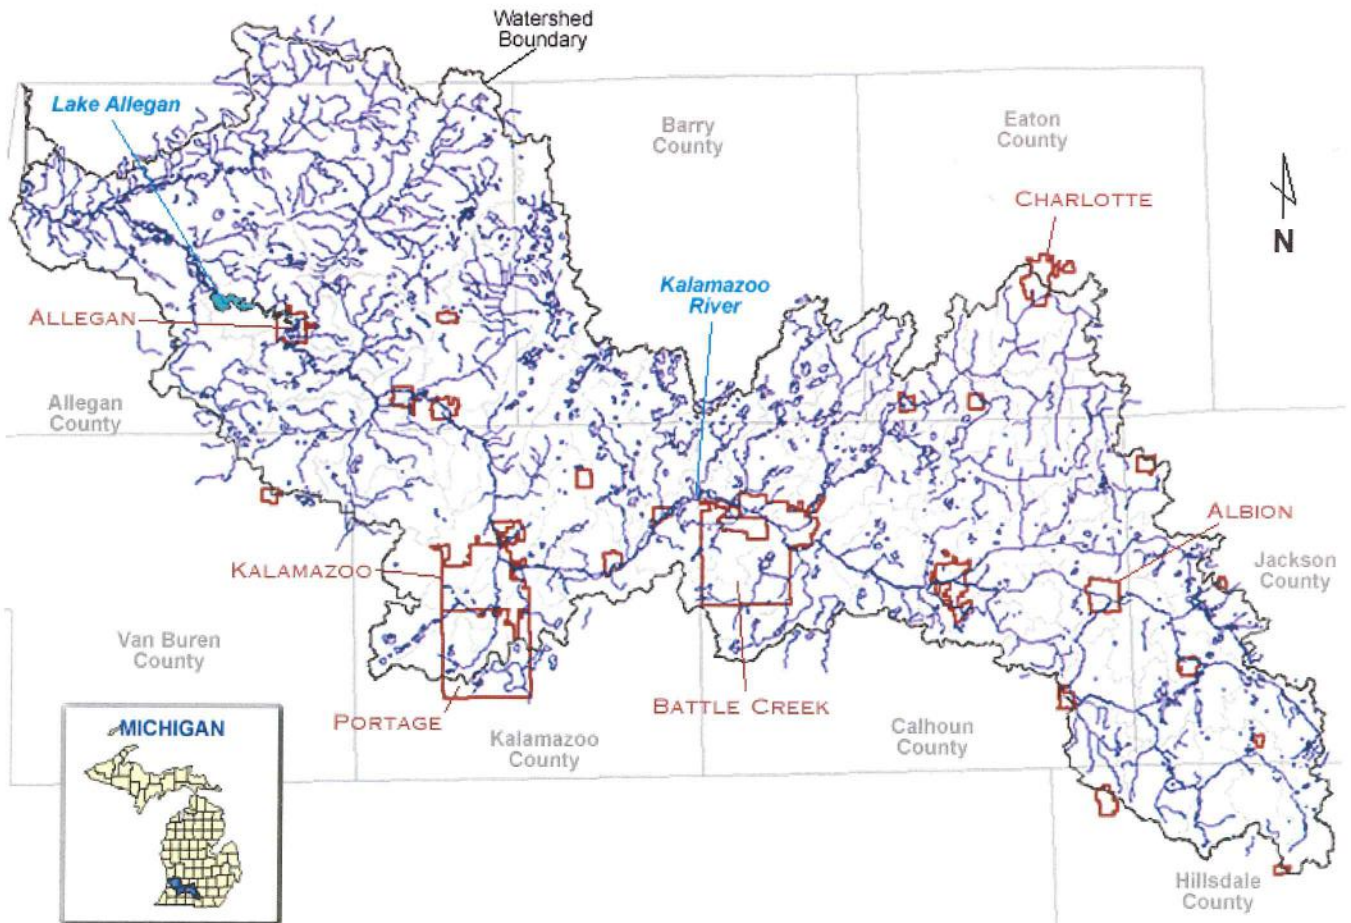 Watershed
Boundary
Lake Allegan
Barry
County
Eaton
County
CHARLOTTE
N
Kalamazoo
River
ALLEGAN
Allegan
County
ALBION
KALAMAZOO
Jackson
County
Van Buren
County
PORTAGE
BATTLE CREEK
Kalamazoo
County
Calhoun
County
MICHIGAN
Hillsdale
County